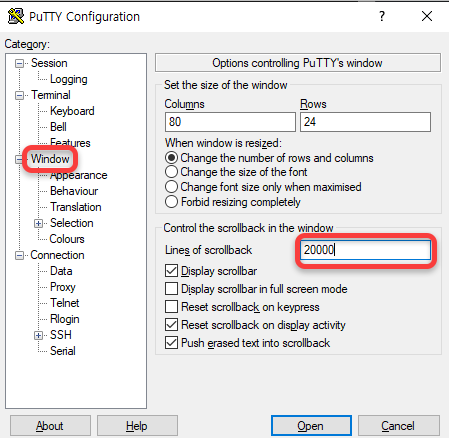 PuTTY Configuration
?
Category:
Session
Logging
Terminal
Keyboard
Bell
Features
Window
Appearance
Behaviour
Translation
Selection
Colours
Connection
Data
Proxy
Telnet
Rlogin
SSH
Serial
Options controlling PuTTY's window
Set the size of the window
Columns Rows
80 24
When window is resized:
Change the number of rows and columns
Change the size of the font
Change font size only when maximised
Forbid resizing completely
Control the scrollback in the window
Lines of scrollback 20000
Display scrollbar
Display scrollbar in full screen mode
Reset scrollback on keypress
Reset scrollback on display activity
Push erased text into scrollback
About Help Open Cancel